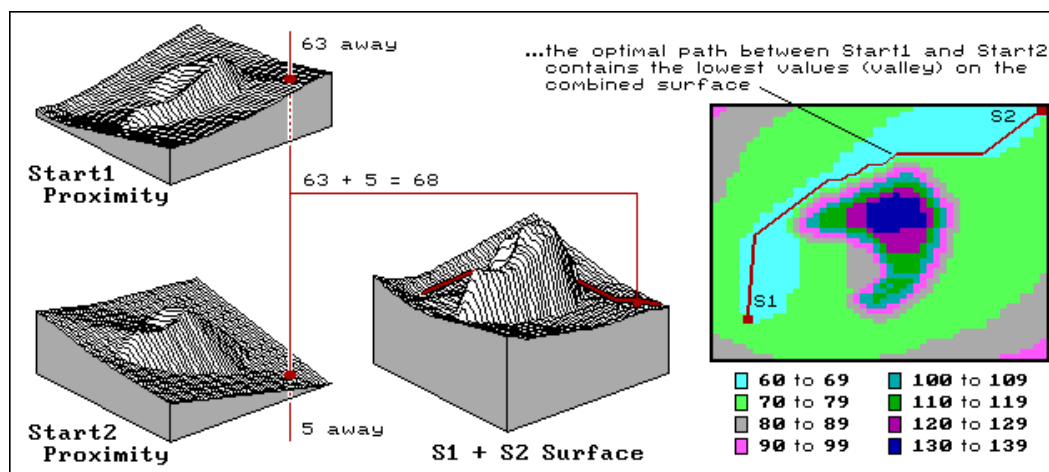 63 away
...the optimal path between Start1 and Start2
contains the lowest values (valley) on the
combined surface
S2
Start1
Proximity
63 + 5 = 68
S1
60 to 69
100 to 109
70 to 79
110 to 119
80 to 89
120 to 129
90 to 99
130 to 139
Start2
Proximity
5 away
S1 + S2 Surface